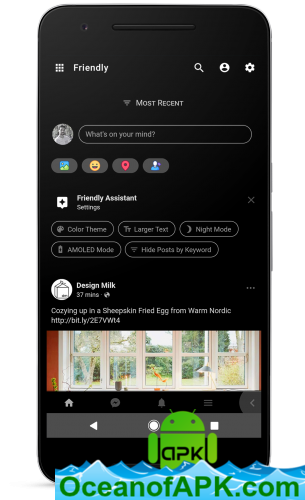 Friendly
Most Recent
What's on your mind?
Friendly Assistant
Settings
Color Theme
Tт Larger Text
Night Mode
AMOLED Mode
Hide Posts by Keyword
Design Milk
37 mins ·
Cozying up in a Sheepskin Fried Egg from Warm Nordic
http://bit.ly/2E7VWt4
apk
OceanofAPK.com